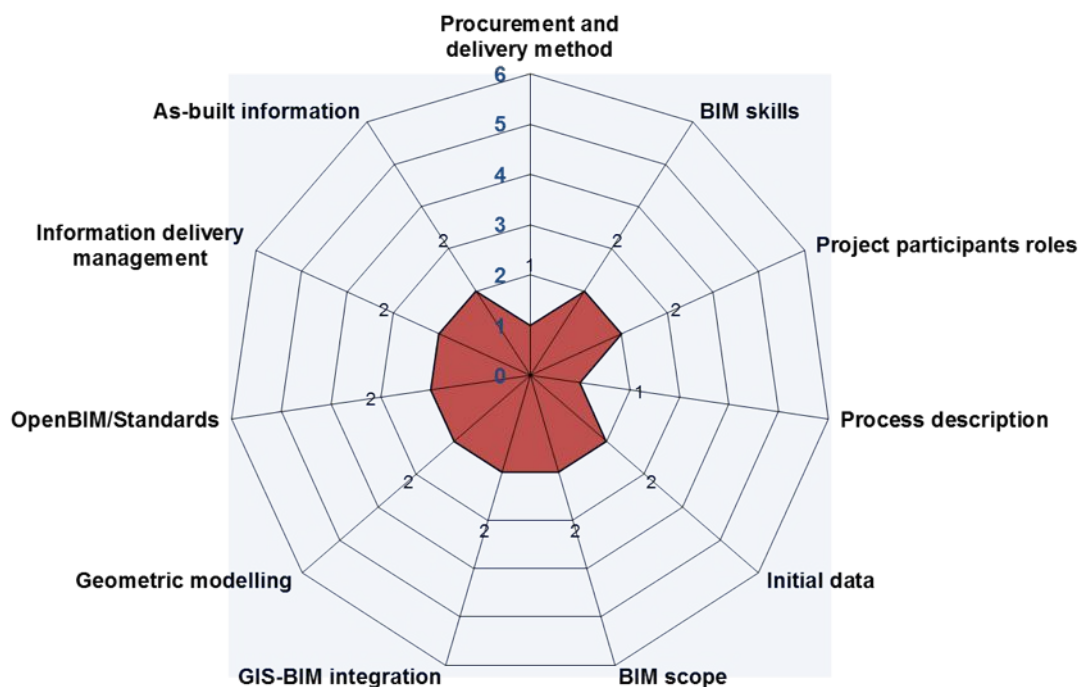 Procurement and
delivery method
6
As-built information
BIM skills
5
4
3
Information delivery
management
2
2
Project participants roles
1
2
2
2
1
0
2
1
OpenBIM/Standards
Process description
2
2
Geometric modelling
Initial data
2
2
GIS-BIM integration
BIM scope